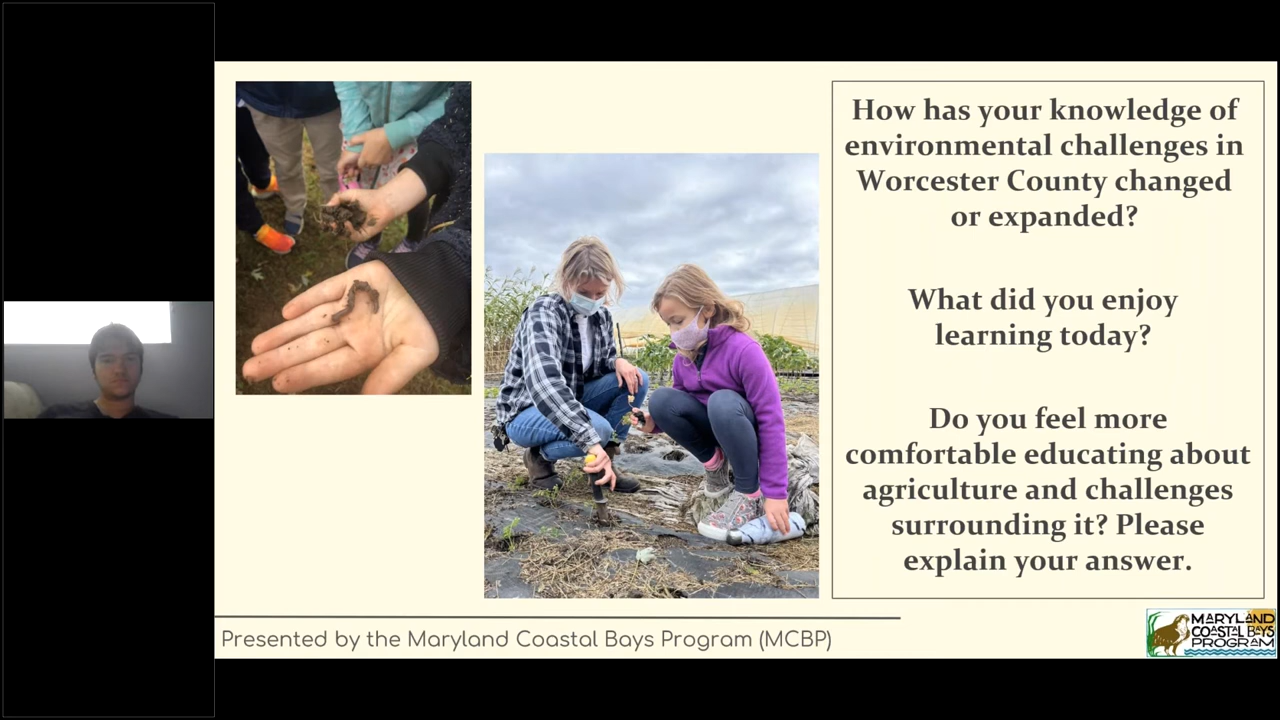 How has your knowledge of
environmental challenges in
Worcester County changed
or expanded?
What did you enjoy
learning today?
Do you feel more
comfortable educating about
agriculture and challenges
surrounding it? Please
explain your answer.
Presented by the Maryland Coastal Bays Program (MCBP)
MARYLAND
COASTAL BAYS
PROGRAM